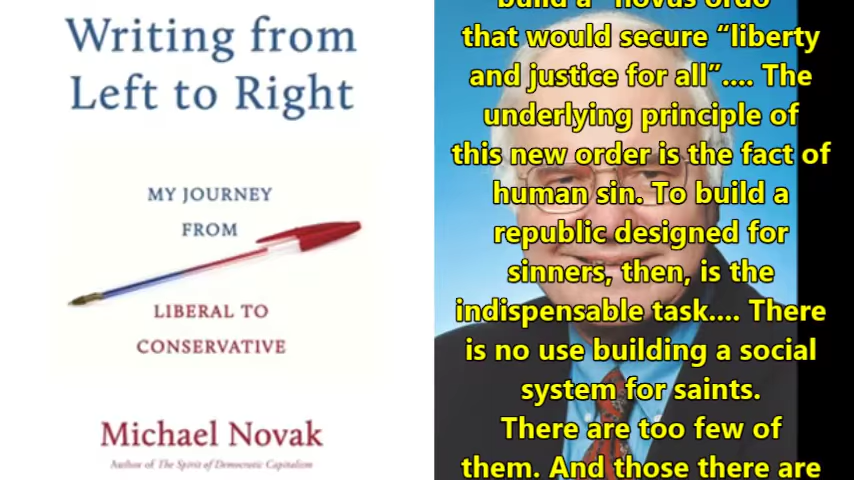 Writing from
Left to Right
MY JOURNEY
FROM
LIBERAL TO
CONSERVATIVE
Michael Novak
Author of The Spirit of Democratic Capitalism
build a “novus ordo”
that would secure “liberty
and justice for all”.... The
underlying principle of
this new order is the fact of
human sin. To build a
republic designed for
sinners, then, is the
indispensable task.... There
is no use building a social
system for saints.
There are too few of
them. And those there are